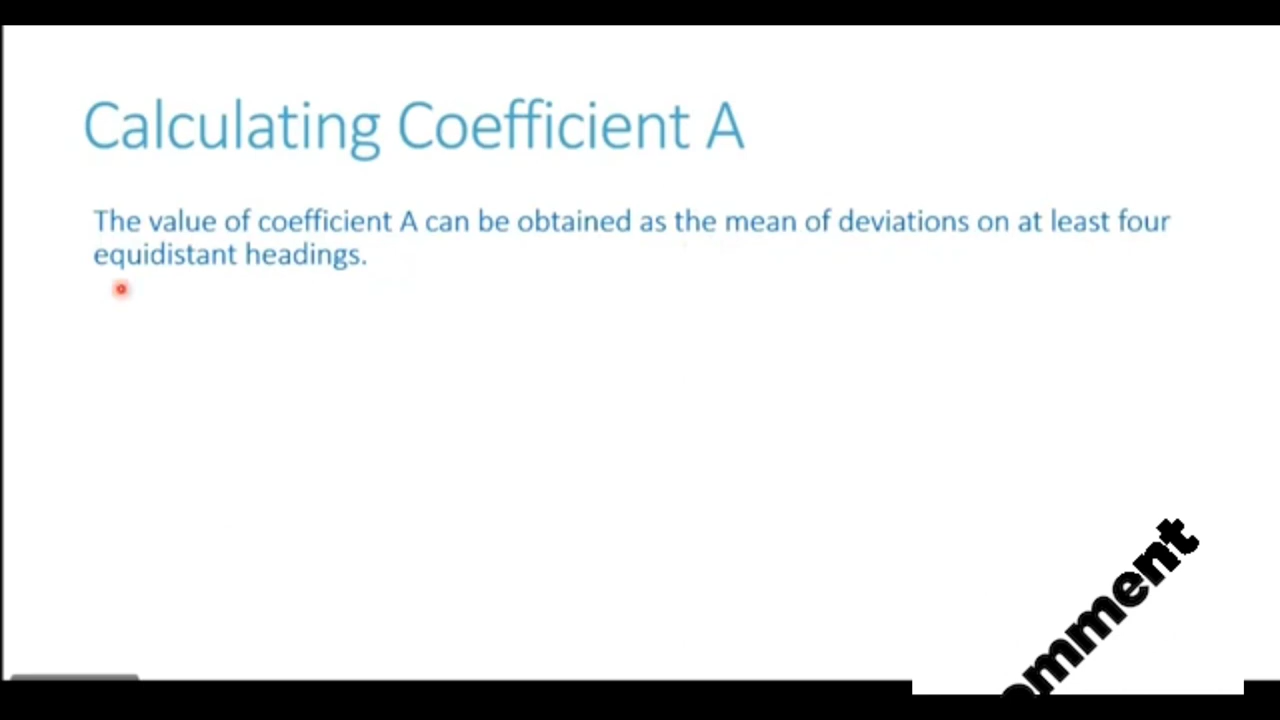 Calculating Coefficient A
The value of coefficient A can be obtained as the mean of deviations on at least four
equidistant headings.
omment